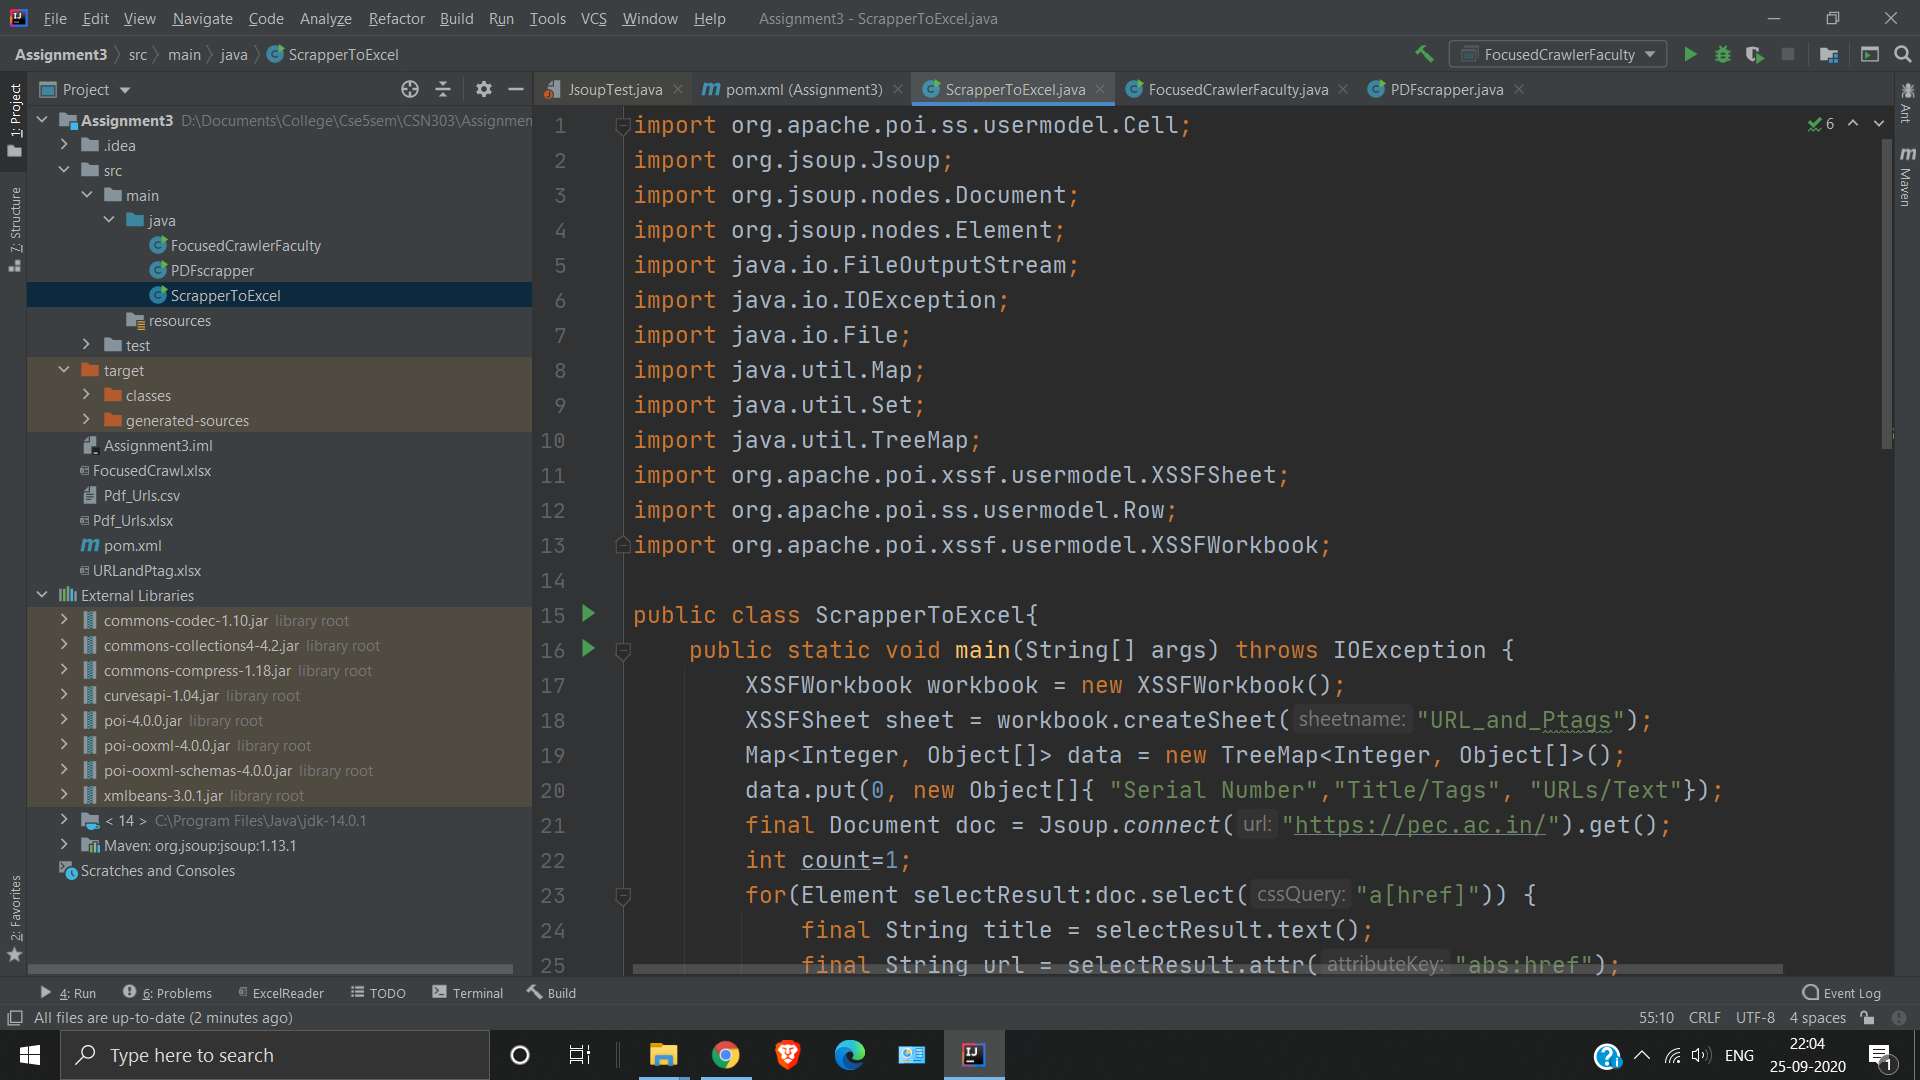 File Edit View Navigate Code Analyze Refactor Build Run Tools VCS Window Help Assignment3 - ScrapperToExcel.java
Assignment3 src main java ScrapperToExcel FocusedCrawlerFaculty
Project JsoupTest.java pom.xml (Assignment3) ScrapperToExcel.java FocusedCrawlerFaculty.java PDFscrapper.java
1: Project
7: Structure
2: Favorites
Assignment3 D:\Documents\College\Cse5sem\CSN303\Assignmen
.idea
src
main
java
FocusedCrawlerFaculty
PDFscrapper
ScrapperToExcel
resources
test
target
classes
generated-sources
Assignment3.iml
FocusedCrawl.xlsx
Pdf_Urls.csv
Pdf_Urls.xlsx
pom.xml
URLandPtag.xlsx
External Libraries
commons-codec-1.10.jar library root
commons-collections4-4.2.jar library root
commons-compress-1.18.jar library root
curvesapi-1.04.jar library root
poi-4.0.0.jar library root
poi-ooxml-4.0.0.jar library root
poi-ooxml-schemas-4.0.0.jar library root
xmlbeans-3.0.1.jar library root
< 14 > C:\Program Files\Java\jdk-14.0.1
Maven: org.jsoup:jsoup:1.13.1
Scratches and Consoles
1 import org.apache.poi.ss.usermodel.Cell;
2 import org.jsoup.Jsoup;
3 import org.jsoup.nodes.Document;
4 import org.jsoup.nodes.Element;
5 import java.io.FileOutputStream;
6 import java.io.IOException;
7 import java.io.File;
8 import java.util.Map;
9 import java.util.Set;
10 import java.util.TreeMap;
11 import org.apache.poi.xssf.usermodel.XSSFSheet;
12 import org.apache.poi.ss.usermodel.Row;
13 import org.apache.poi.xssf.usermodel.XSSFWorkbook;
14
15 public class ScrapperToExcel{
16 public static void main(String[] args) throws IOException {
17 XSSFWorkbook workbook = new XSSFWorkbook();
18 XSSFSheet sheet = workbook.createSheet( sheetname: "URL_and_Ptags");
19 Map<Integer, Object[]> data = new TreeMap<Integer, Object[]>();
20 data.put(0, new Object[]{ "Serial Number","Title/Tags", "URLs/Text"});
21 final Document doc = Jsoup.connect( url: "https://pec.ac.in/").get();
22 int count=1;
23 for(Element selectResult:doc.select( cssQuery: "a[href]")) {
24 final String title = selectResult.text();
25 final String url = selectResult.attr( attributeKey: "abs:href");
6
Ant
Maven
4: Run 6: Problems ExcelReader TODO Terminal Build Event Log
All files are up-to-date (2 minutes ago) 55:10 CRLF UTF-8 4 spaces
Type here to search
ENG
22:04
25-09-2020
1